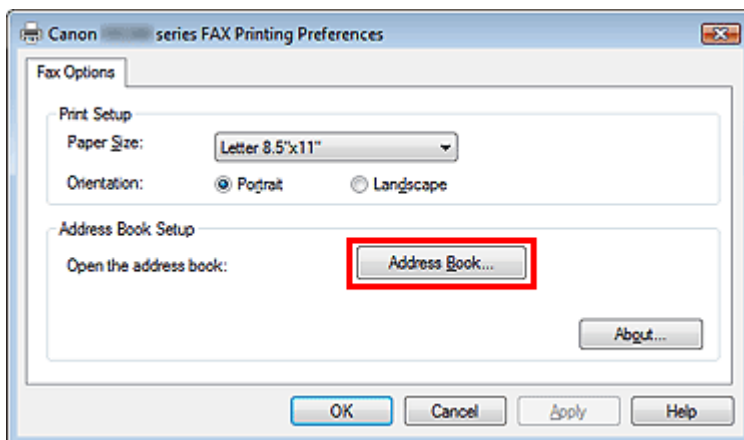 Canon series FAX Printing Preferences
Fax Options
Print Setup
Paper Size: Letter 8.5"x11"
Orientation: Portrait Landscape
Address Book Setup
Open the address book: Address Book...
About...
OK Cancel Apply Help